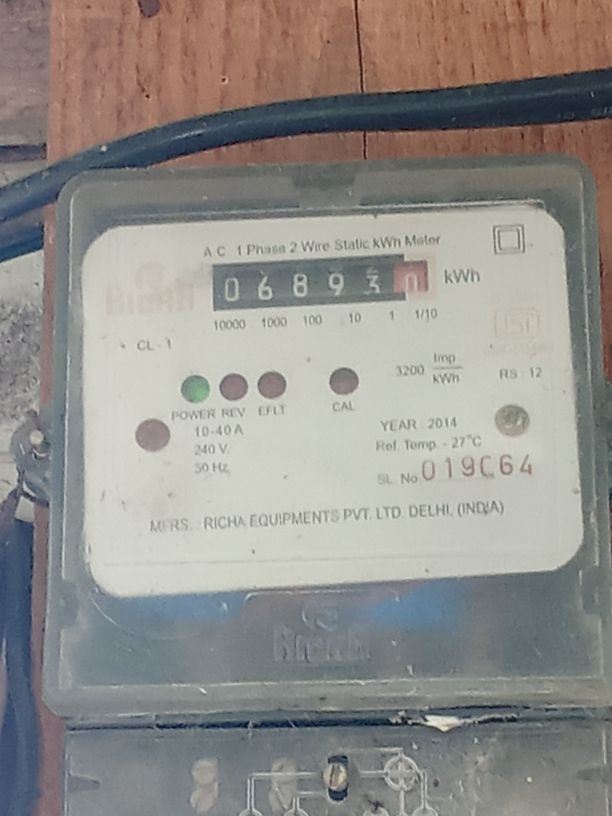 A.C. 1 Phase 2 Wire Static kWh Meter
0 6 8 9 3 0 kWh
10000 1000 100 10 1 1/10
CL - 1
3200 Imp/kWh
RS : 12
POWER REV EFLT CAL
10-40 A
240 V.
50 Hz.
YEAR : 2014
Ref. Temp. - 27°C
SL. No.
MFRS. : RICHA EQUIPMENTS PVT. LTD. DELHI, (INDIA)